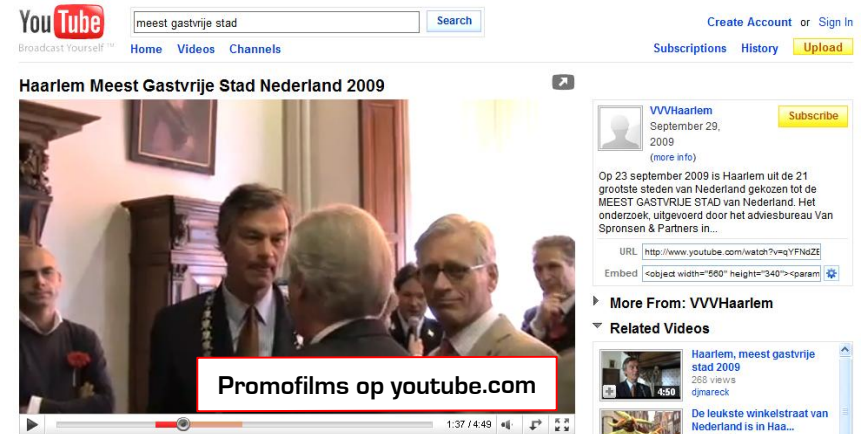 You Tube
Broadcast Yourself ™
meest gastvrije stad
Search
Create Account or Sign In
Home Videos Channels
Subscriptions History Upload
Haarlem Meest Gastvrije Stad Nederland 2009
VVVHaarlem
Subscribe
September 29,
2009
(more info)
Op 23 september 2009 is Haarlem uit de 21
grootste steden van Nederland gekozen tot de
MEEST GASTVRIJE STAD van Nederland. Het
onderzoek, uitgevoerd door het adviesbureau Van
Spronsen & Partners in...
URL http://www.youtube.com/watch?v=qYFNdZE
Embed <object width="560" height="340"><param
More From: VVVHaarlem
Related Videos
Haarlem, meest gastvrije
stad 2009
268 views
djmareck
4:50
De leukste winkelstraat van
Nederland is in Haa...
Promofilms op youtube.com
1:37 / 4:49